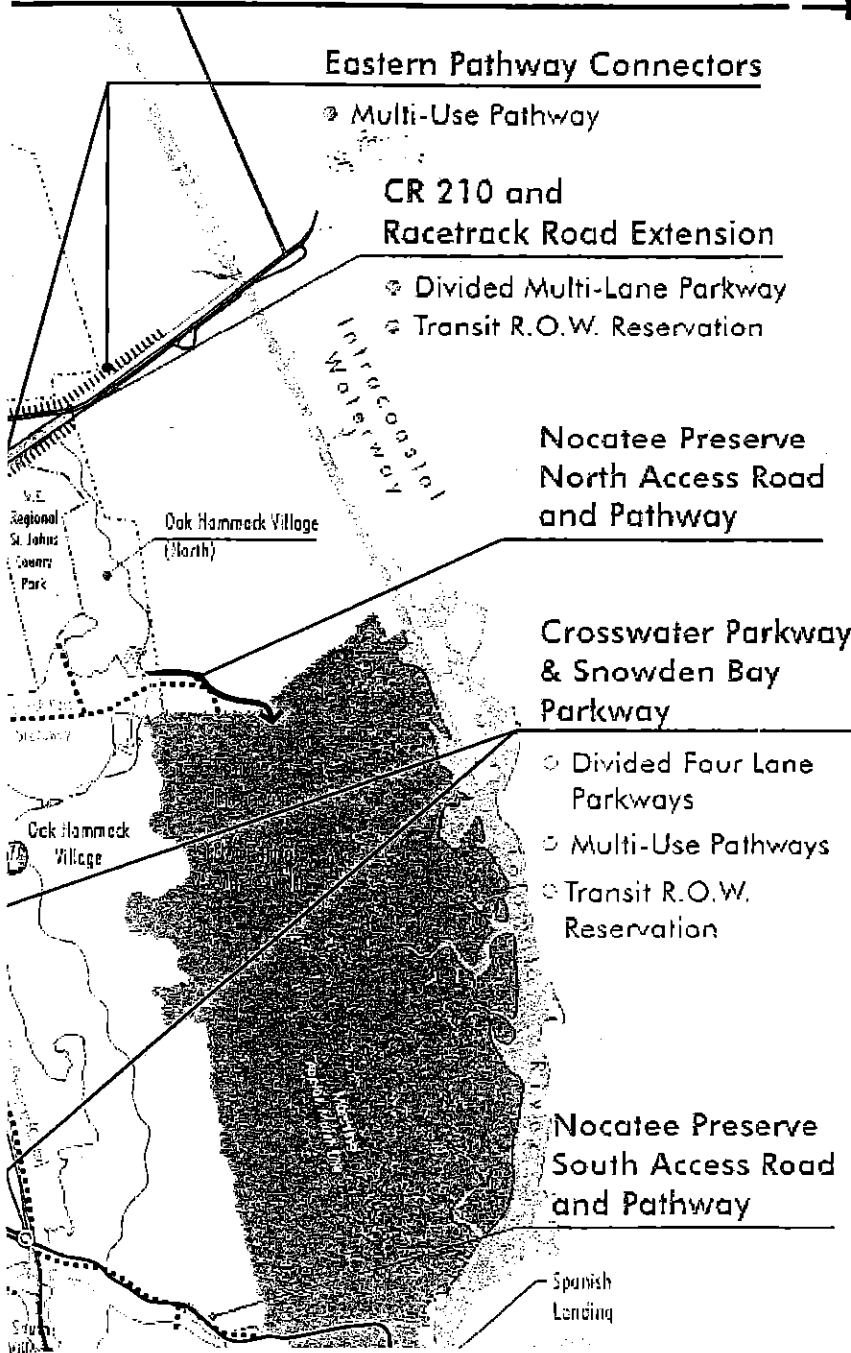 Eastern Pathway Connectors
Multi-Use Pathway
CR 210 and
Racetrack Road Extension
Divided Multi-Lane Parkway
Transit R.O.W. Reservation
Intracoastal
Waterway
Nocatee Preserve
North Access Road
and Pathway
Regional
St. Johns
County
Park
Oak Hammock Village
(North)
Crosswater Parkway
& Snowden Bay
Parkway
Divided Four Lane
Parkways
Multi-Use Pathways
Transit R.O.W.
Reservation
Oak Hammock
Village
Nocatee Preserve
South Access Road
and Pathway
Spanish
Landing